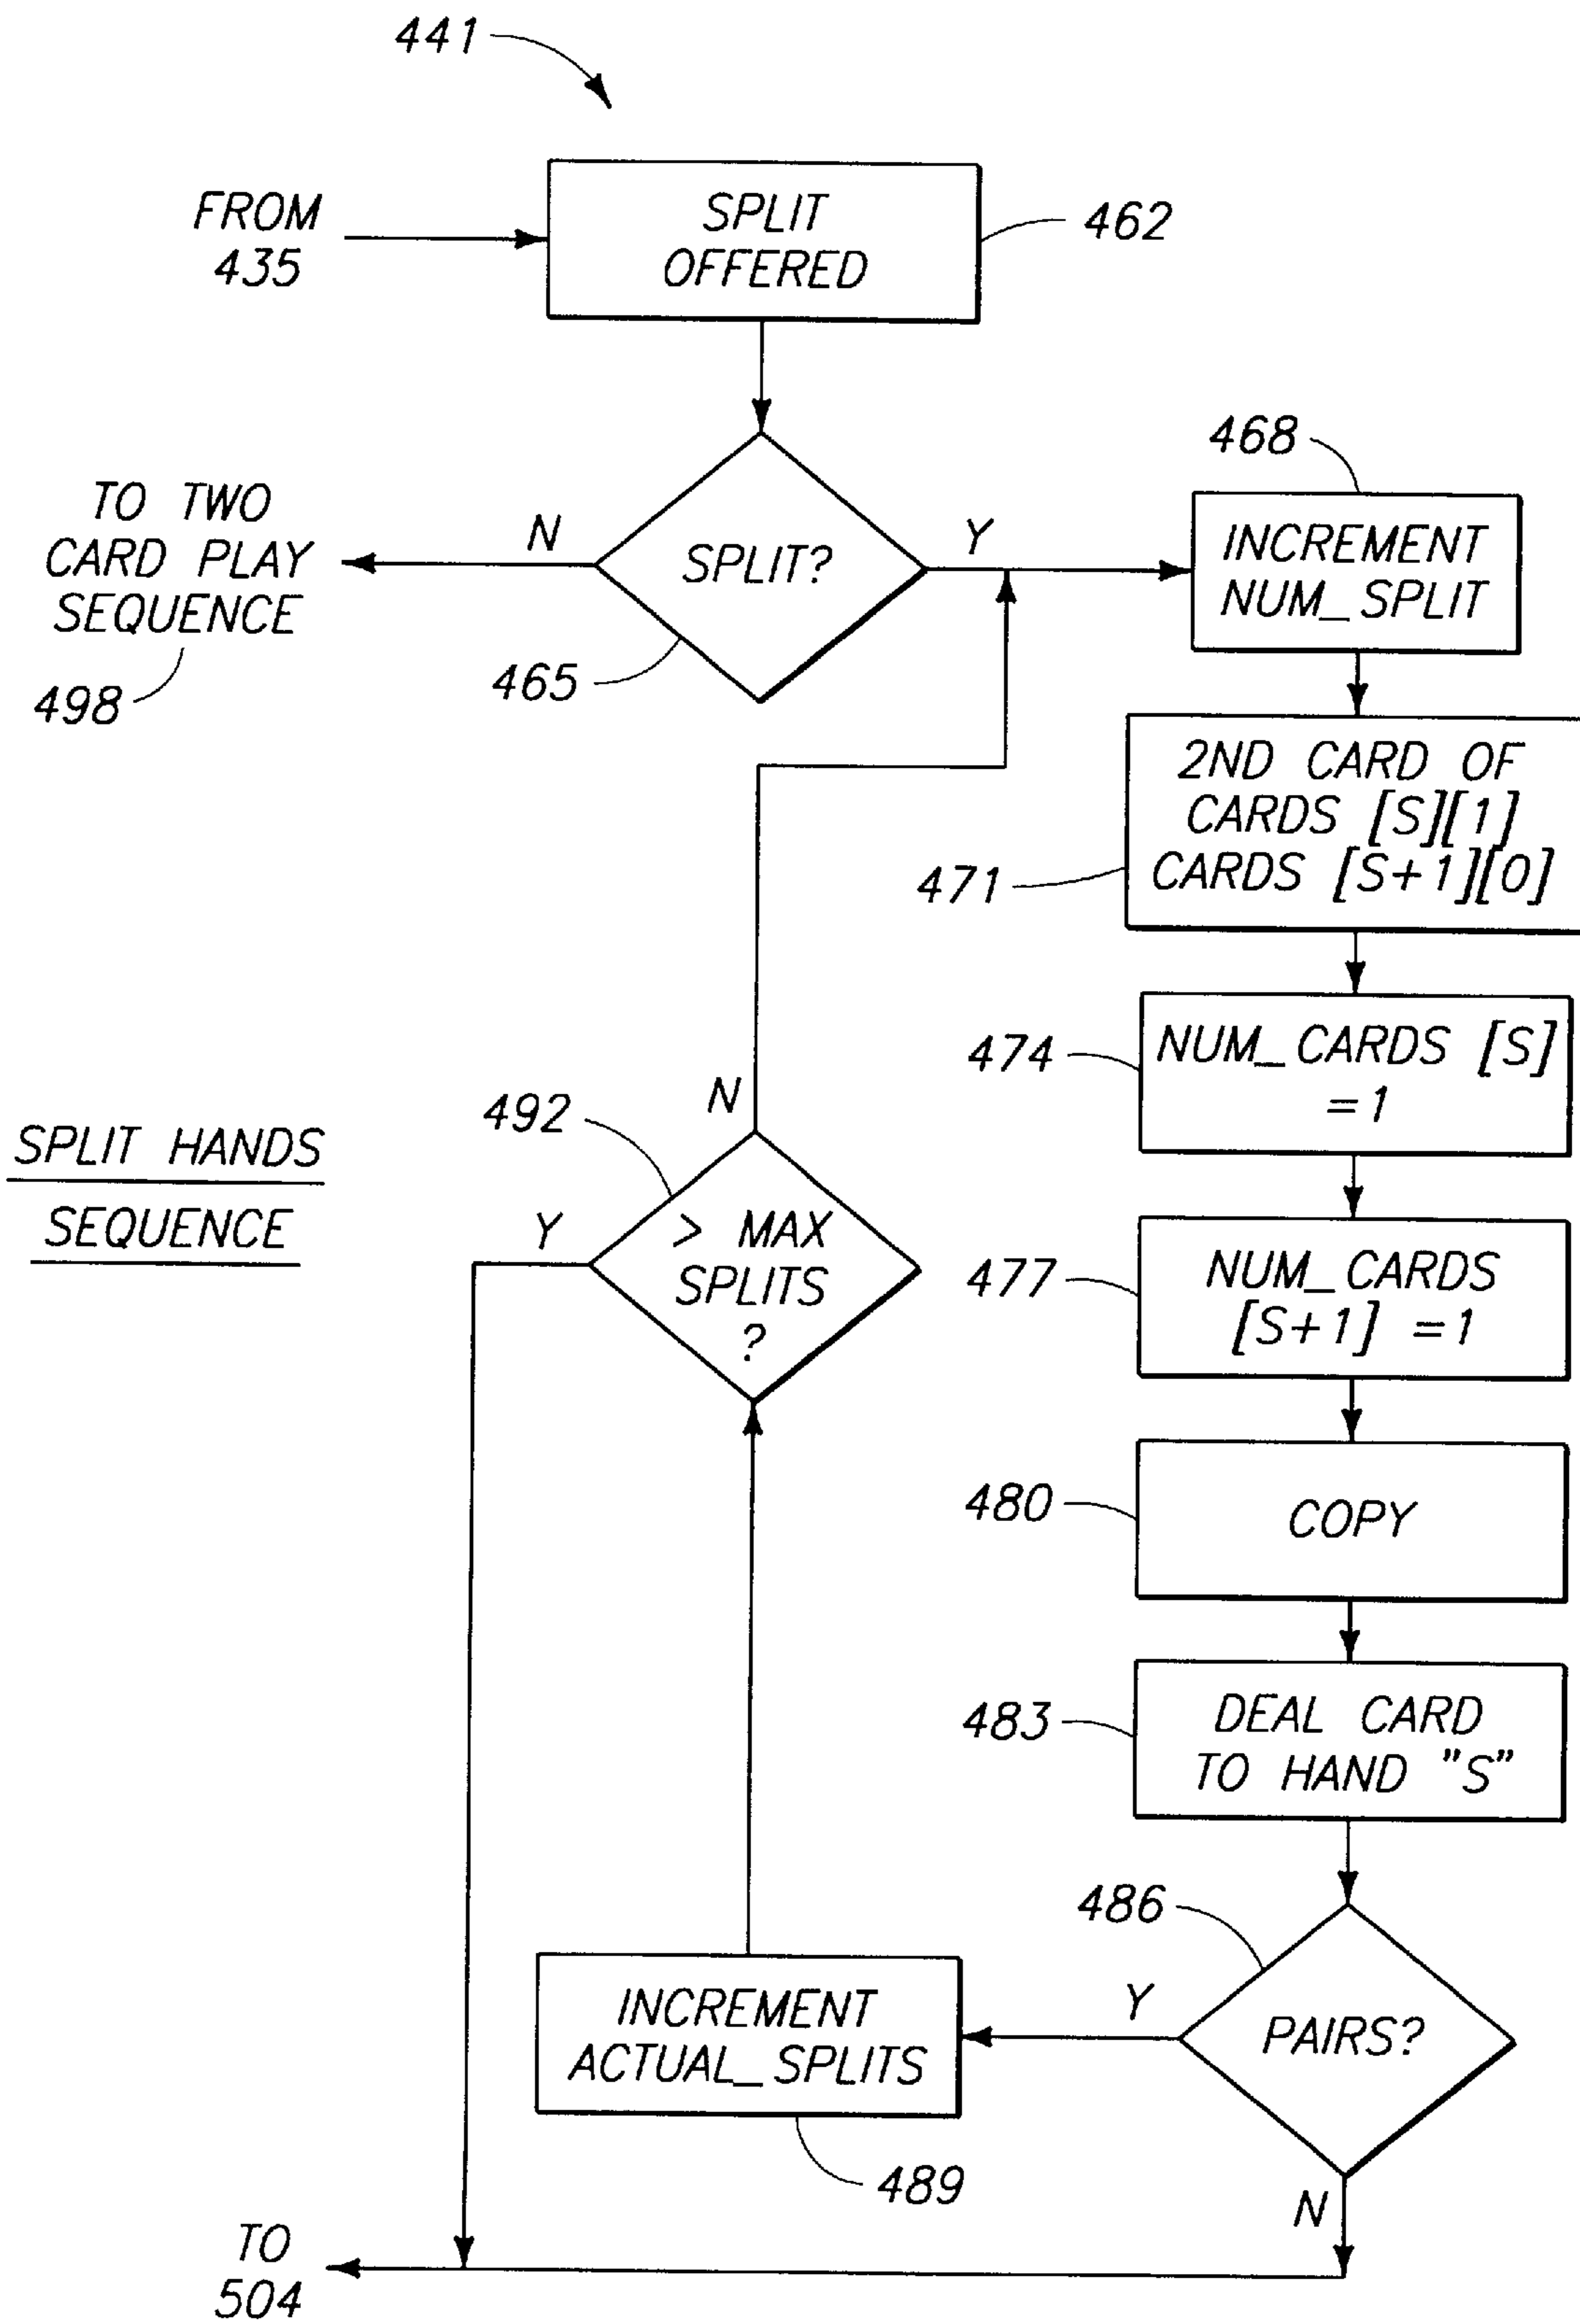 441
FROM
435
SPLIT
OFFERED
462
TO TWO
CARD PLAY
SEQUENCE
498
N
SPLIT?
Y
465
468
INCREMENT
NUM_SPLIT
2ND CARD OF
CARDS [S][1]
CARDS [S+1][0]
471
474
NUM_CARDS [S]
=1
N
492
SPLIT HANDS
SEQUENCE
Y
> MAX
SPLITS
?
477
NUM_CARDS
[S+1] =1
480
COPY
483
DEAL CARD
TO HAND "S"
486
PAIRS?
Y
INCREMENT
ACTUAL_SPLITS
489
N
TO
504